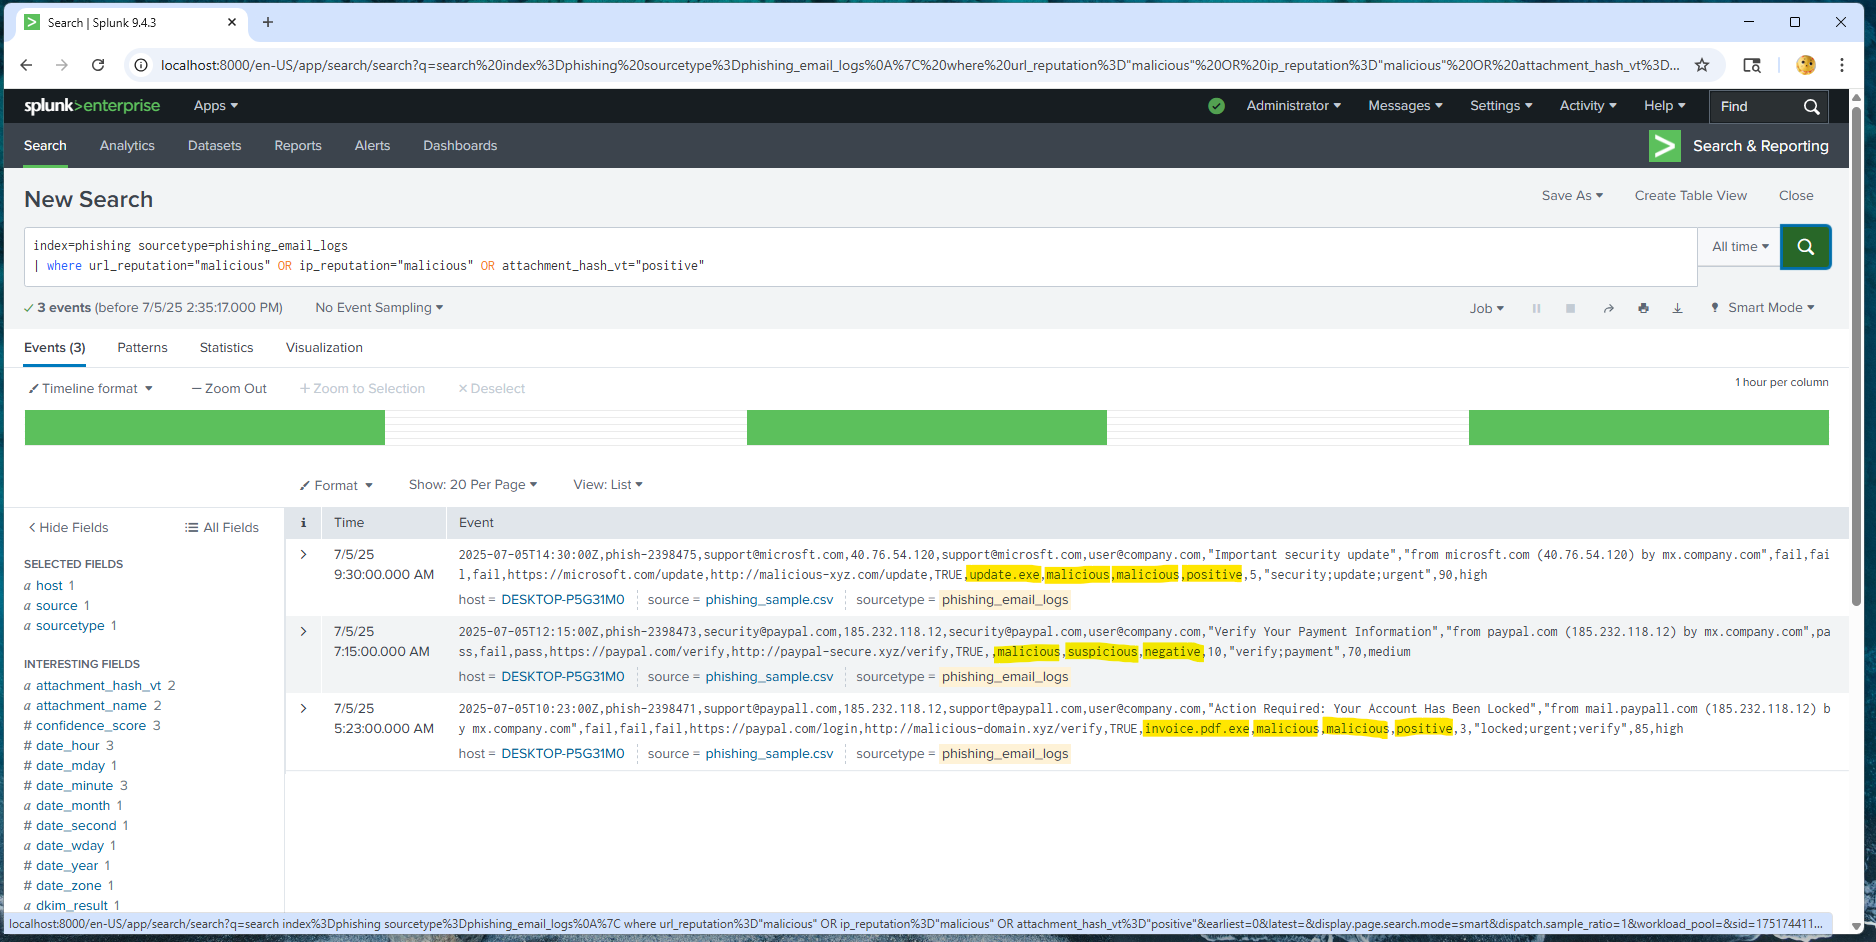 Search | Splunk 9.4.3
localhost:8000/en-US/app/search/search?q=search%20index%3Dphishing%20sourcetype%3Dphishing_email_logs%0A%7C%20where%20url_reputation%3D"malicious"%20OR%20ip_reputation%3D"malicious"%20OR%20attachment_hash_vt%3D...
splunk>enterprise Apps Administrator Messages Settings Activity Help Find
Search Analytics Datasets Reports Alerts Dashboards Search & Reporting
New Search Save As Create Table View Close
index=phishing sourcetype=phishing_email_logs
| where url_reputation="malicious" OR ip_reputation="malicious" OR attachment_hash_vt="positive"
All time
3 events (before 7/5/25 2:35:17.000 PM) No Event Sampling Job Smart Mode
Events (3) Patterns Statistics Visualization
Timeline format Zoom Out Zoom to Selection Deselect 1 hour per column
Format Show: 20 Per Page View: List
Hide Fields All Fields
SELECTED FIELDS
a host 1
a source 1
a sourcetype 1
INTERESTING FIELDS
a attachment_hash_vt 2
a attachment_name 2
# confidence_score 3
# date_hour 3
# date_mday 1
# date_minute 3
a date_month 1
# date_second 1
a date_wday 1
# date_year 1
# date_zone 1
a dkim_result 1
i Time Event
7/5/25
9:30:00.000 AM
2025-07-05T14:30:00Z,phish-2398475,support@microsft.com,40.76.54.120,support@microsft.com,user@company.com,"Important security update","from microsft.com (40.76.54.120) by mx.company.com",fail,fai
l,fail,https://microsoft.com/update,http://malicious-xyz.com/update,TRUE,update.exe,malicious,malicious,positive,5,"security;update;urgent",90,high
host = DESKTOP-P5G31M0 source = phishing_sample.csv sourcetype = phishing_email_logs
7/5/25
7:15:00.000 AM
2025-07-05T12:15:00Z,phish-2398473,security@paypal.com,185.232.118.12,security@paypal.com,user@company.com,"Verify Your Payment Information","from paypal.com (185.232.118.12) by mx.company.com",pa
ss,fail,pass,https://paypal.com/verify,http://paypal-secure.xyz/verify,TRUE,,malicious,suspicious,negative,10,"verify;payment",70,medium
host = DESKTOP-P5G31M0 source = phishing_sample.csv sourcetype = phishing_email_logs
7/5/25
5:23:00.000 AM
2025-07-05T10:23:00Z,phish-2398471,support@paypall.com,185.232.118.12,support@paypall.com,user@company.com,"Action Required: Your Account Has Been Locked","from mail.paypall.com (185.232.118.12) b
y mx.company.com",fail,fail,fail,https://paypal.com/login,http://malicious-domain.xyz/verify,TRUE,invoice.pdf.exe,malicious,malicious,positive,3,"locked;urgent;verify",85,high
host = DESKTOP-P5G31M0 source = phishing_sample.csv sourcetype = phishing_email_logs
localhost:8000/en-US/app/search/search?q=search index%3Dphishing sourcetype%3Dphishing_email_logs%0A%7C where url_reputation%3D"malicious" OR ip_reputation%3D"malicious" OR attachment_hash_vt%3D"positive"&earliest=0&latest=&display.page.search.mode=smart&dispatch.sample_ratio=1&workload_pool=&sid=175174411...